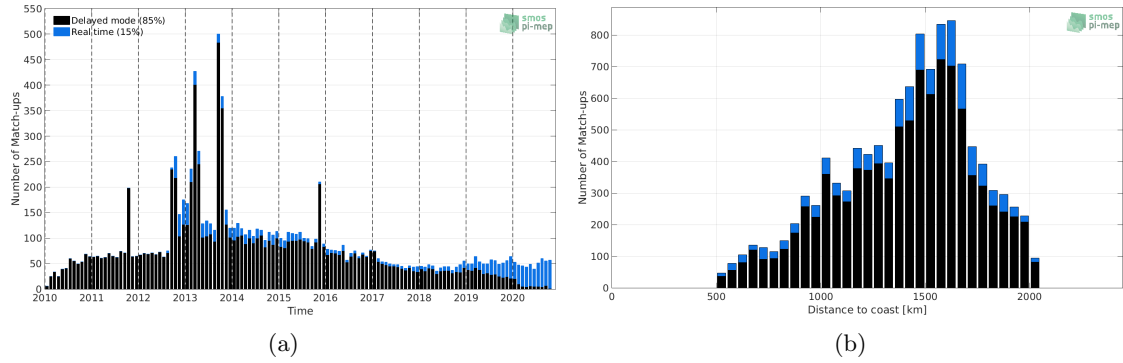 550
500
450
400
350
300
250
200
150
100
50
0
Number of Match-ups
Delayed mode (85%)
Real time (15%)
smos
pi-mep
2010 2011 2012 2013 2014 2015 2016 2017 2018 2019 2020
Time
(a)
800
700
600
500
400
300
200
100
0
Number of Match-ups
smos
pi-mep
0 500 1000 1500 2000
Distance to coast [km]
(b)